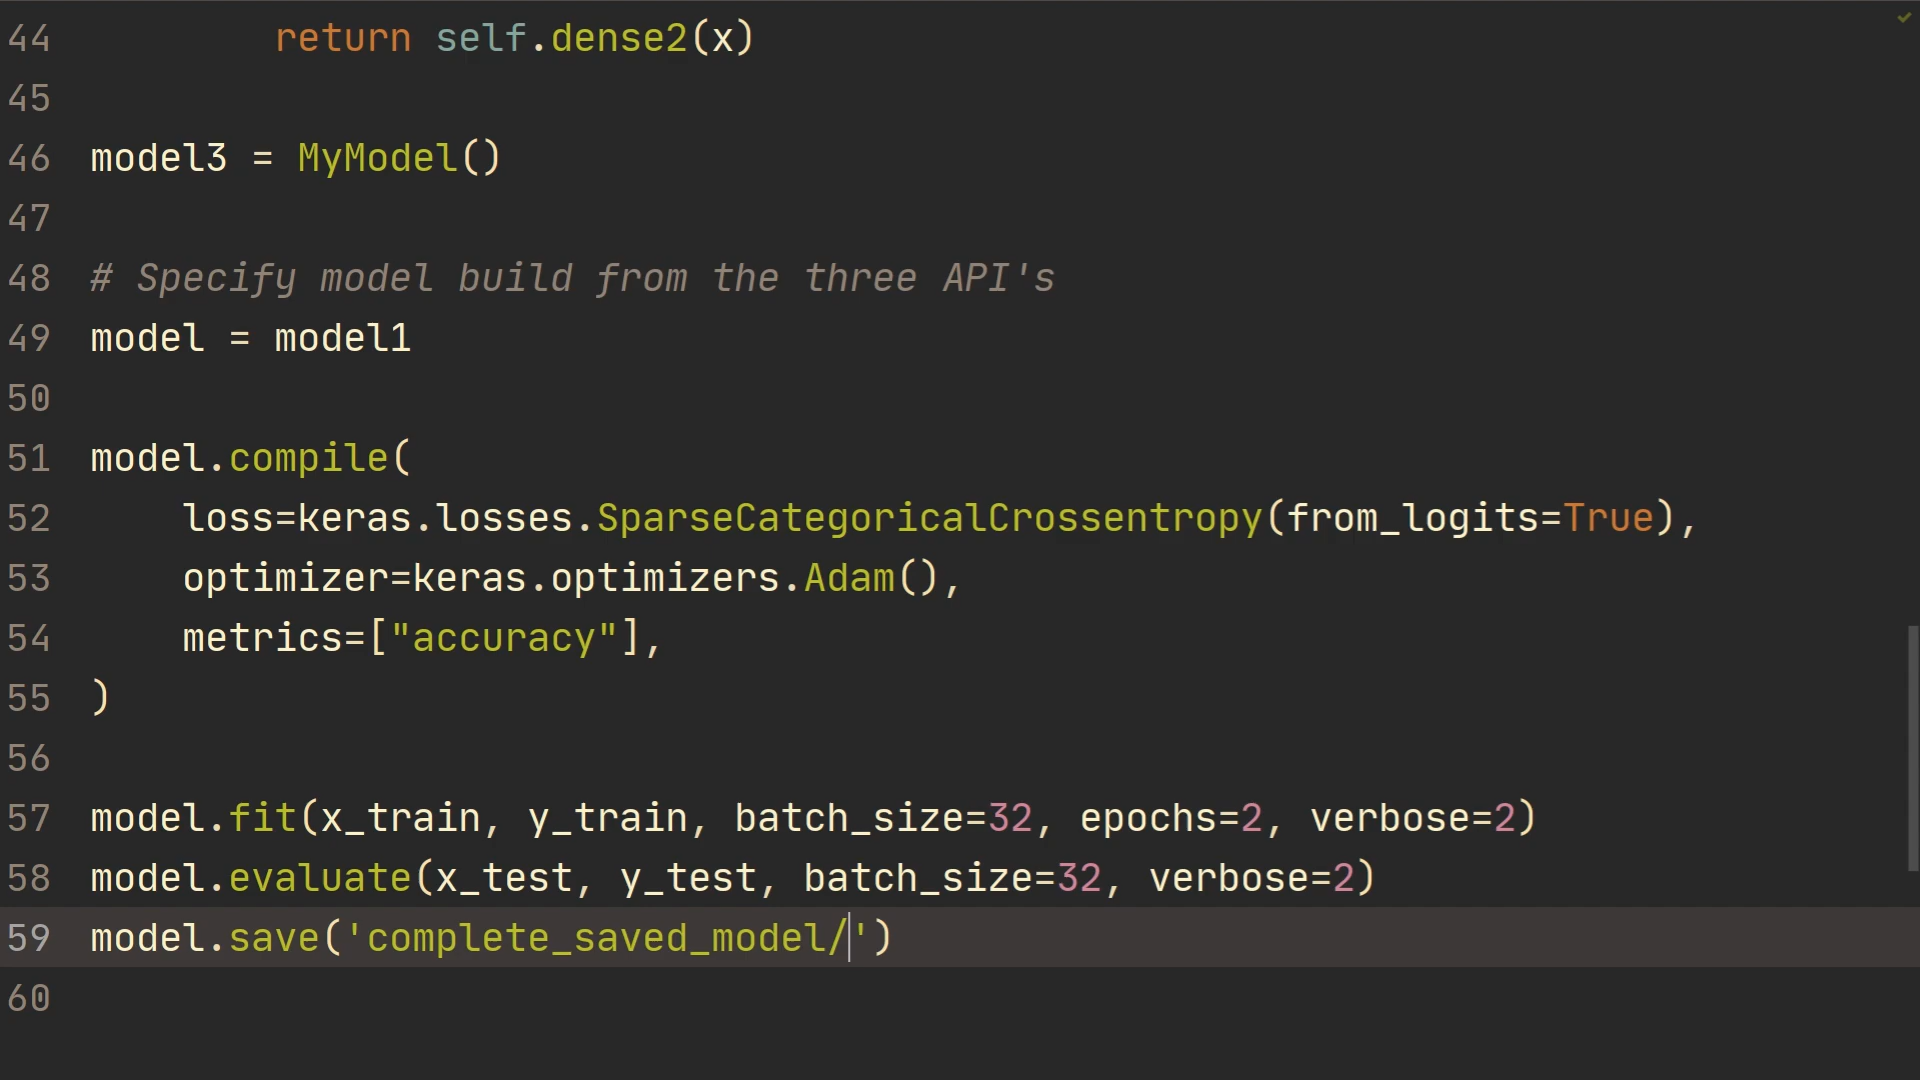 44 return self.dense2(x)
45
46 model3 = MyModel()
47
48 # Specify model build from the three API's
49 model = model1
50
51 model.compile(
52 loss=keras.losses.SparseCategoricalCrossentropy(from_logits=True),
53 optimizer=keras.optimizers.Adam(),
54 metrics=["accuracy"],
55 )
56
57 model.fit(x_train, y_train, batch_size=32, epochs=2, verbose=2)
58 model.evaluate(x_test, y_test, batch_size=32, verbose=2)
59 model.save('complete_saved_model/')
60